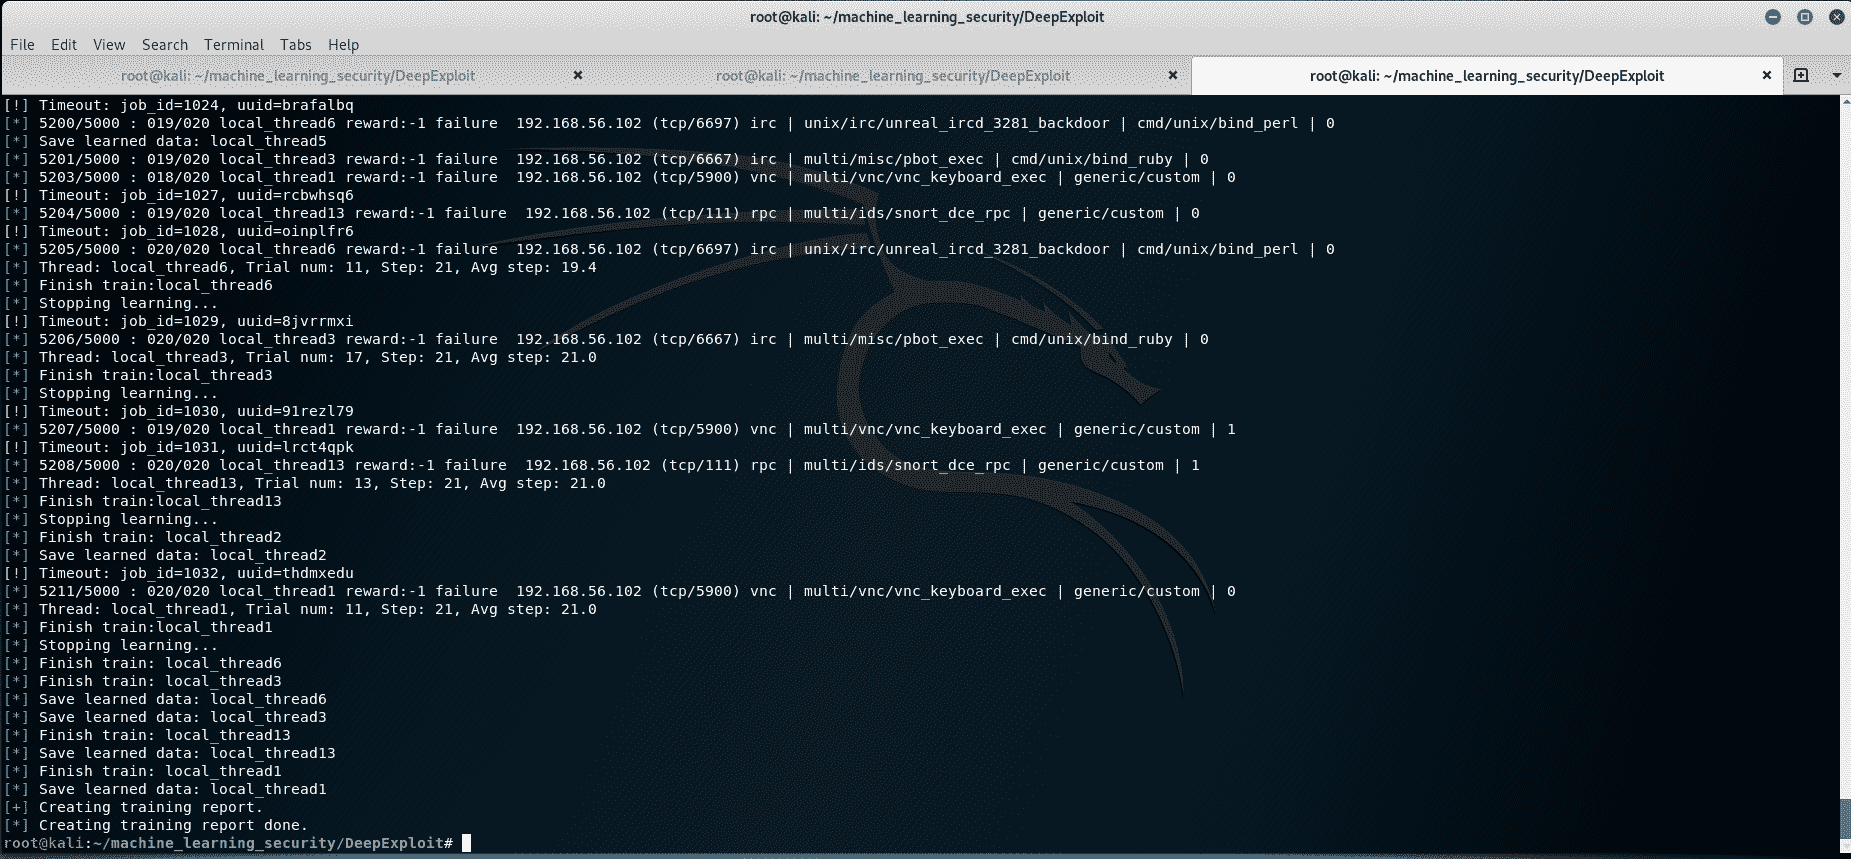 root@kali: ~/machine_learning_security/DeepExploit
File Edit View Search Terminal Tabs Help
root@kali: ~/machine_learning_security/DeepExploit root@kali: ~/machine_learning_security/DeepExploit root@kali: ~/machine_learning_security/DeepExploit
[!] Timeout: job_id=1024, uuid=brafalbq
[*] 5200/5000 : 019/020 local_thread6 reward:-1 failure  192.168.56.102 (tcp/6697) irc | unix/irc/unreal_ircd_3281_backdoor | cmd/unix/bind_perl | 0
[*] Save learned data: local_thread5
[*] 5201/5000 : 019/020 local_thread3 reward:-1 failure  192.168.56.102 (tcp/6667) irc | multi/misc/pbot_exec | cmd/unix/bind_ruby | 0
[*] 5203/5000 : 018/020 local_thread1 reward:-1 failure  192.168.56.102 (tcp/5900) vnc | multi/vnc/vnc_keyboard_exec | generic/custom | 0
[!] Timeout: job_id=1027, uuid=rcbwhsq6
[*] 5204/5000 : 019/020 local_thread13 reward:-1 failure  192.168.56.102 (tcp/111) rpc | multi/ids/snort_dce_rpc | generic/custom | 0
[!] Timeout: job_id=1028, uuid=oinplfr6
[*] 5205/5000 : 020/020 local_thread6 reward:-1 failure  192.168.56.102 (tcp/6697) irc | unix/irc/unreal_ircd_3281_backdoor | cmd/unix/bind_perl | 0
[*] Thread: local_thread6, Trial num: 11, Step: 21, Avg step: 19.4
[*] Finish train:local_thread6
[*] Stopping learning...
[!] Timeout: job_id=1029, uuid=8jvrrmxi
[*] 5206/5000 : 020/020 local_thread3 reward:-1 failure  192.168.56.102 (tcp/6667) irc | multi/misc/pbot_exec | cmd/unix/bind_ruby | 0
[*] Thread: local_thread3, Trial num: 17, Step: 21, Avg step: 21.0
[*] Finish train:local_thread3
[*] Stopping learning...
[!] Timeout: job_id=1030, uuid=91rezl79
[*] 5207/5000 : 019/020 local_thread1 reward:-1 failure  192.168.56.102 (tcp/5900) vnc | multi/vnc/vnc_keyboard_exec | generic/custom | 1
[!] Timeout: job_id=1031, uuid=lrct4qpk
[*] 5208/5000 : 020/020 local_thread13 reward:-1 failure  192.168.56.102 (tcp/111) rpc | multi/ids/snort_dce_rpc | generic/custom | 1
[*] Thread: local_thread13, Trial num: 13, Step: 21, Avg step: 21.0
[*] Finish train:local_thread13
[*] Stopping learning...
[*] Finish train: local_thread2
[*] Save learned data: local_thread2
[!] Timeout: job_id=1032, uuid=thdmxedu
[*] 5211/5000 : 020/020 local_thread1 reward:-1 failure  192.168.56.102 (tcp/5900) vnc | multi/vnc/vnc_keyboard_exec | generic/custom | 0
[*] Thread: local_thread1, Trial num: 11, Step: 21, Avg step: 21.0
[*] Finish train:local_thread1
[*] Stopping learning...
[*] Finish train: local_thread6
[*] Finish train: local_thread3
[*] Save learned data: local_thread6
[*] Save learned data: local_thread3
[*] Finish train: local_thread13
[*] Save learned data: local_thread13
[*] Finish train: local_thread1
[*] Save learned data: local_thread1
[+] Creating training report.
[*] Creating training report done.
root@kali:~/machine_learning_security/DeepExploit#